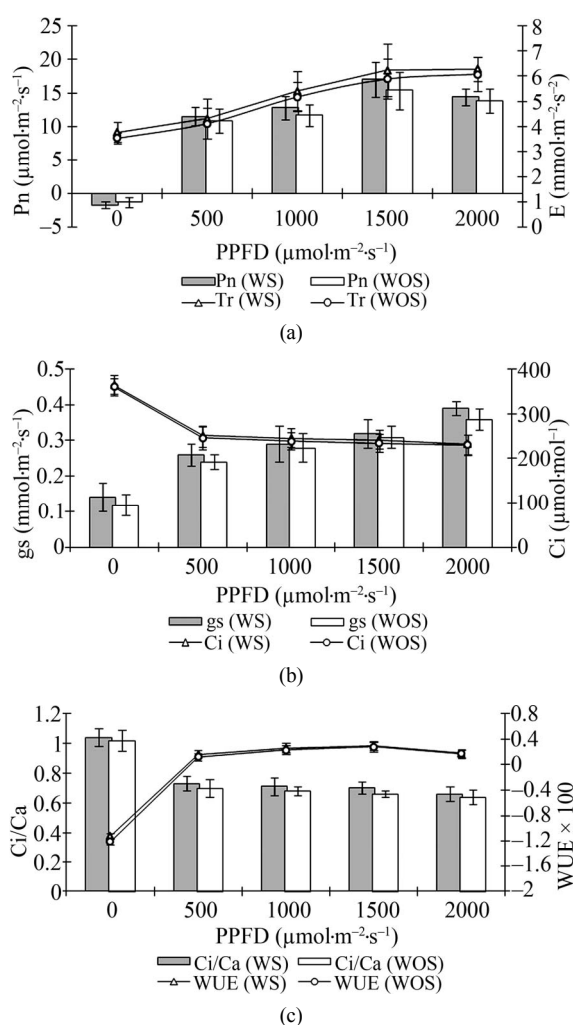 25 8
20 7
15 6
10 5
5 4
0 3
−5 2
1
0
Pn (μmol·m⁻²·s⁻¹)
E (mmol·m⁻²·s⁻²)
0 500 1000 1500 2000
PPFD (μmol·m⁻²·s⁻¹)
Pn (WS) Pn (WOS)
Tr (WS) Tr (WOS)
(a)
0.5 400
0.4 300
0.3 200
0.2 100
0.1 0
0
gs (mmol·m⁻²·s⁻¹)
Ci (μmol·mol⁻¹)
0 500 1000 1500 2000
PPFD (μmol·m⁻²·s⁻¹)
gs (WS) gs (WOS)
Ci (WS) Ci (WOS)
(b)
1.2 0.8
1 0.4
0.8 0
0.6 −0.4
0.4 −0.8
0.2 −1.2
0 −1.6
−2
Ci/Ca
WUE × 100
0 500 1000 1500 2000
PPFD (μmol·m⁻²·s⁻¹)
Ci/Ca (WS) Ci/Ca (WOS)
WUE (WS) WUE (WOS)
(c)